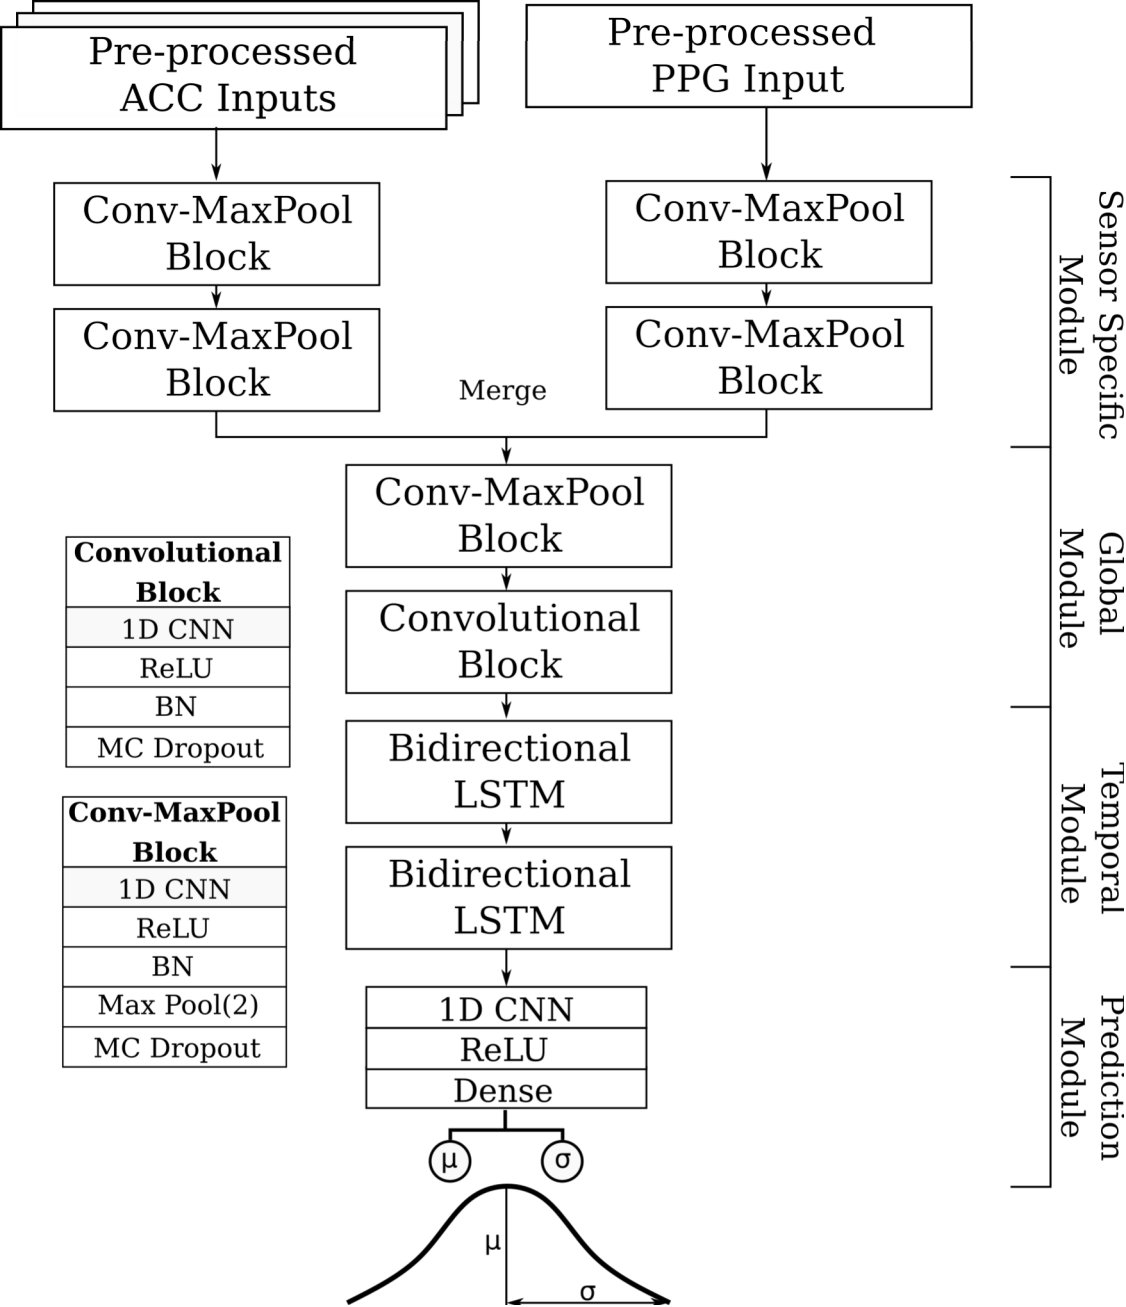 Pre-processed
ACC Inputs
Pre-processed
PPG Input
Conv-MaxPool
Block
Conv-MaxPool
Block
Conv-MaxPool
Block
Conv-MaxPool
Block
Merge
Sensor Specific
Module
Conv-MaxPool
Block
Convolutional
Block
Global
Module
Convolutional
Block
1D CNN
ReLU
BN
MC Dropout
Bidirectional
LSTM
Bidirectional
LSTM
Temporal
Module
Conv-MaxPool
Block
1D CNN
ReLU
BN
Max Pool(2)
MC Dropout
1D CNN
ReLU
Dense
Prediction
Module
μ
σ
μ
σ